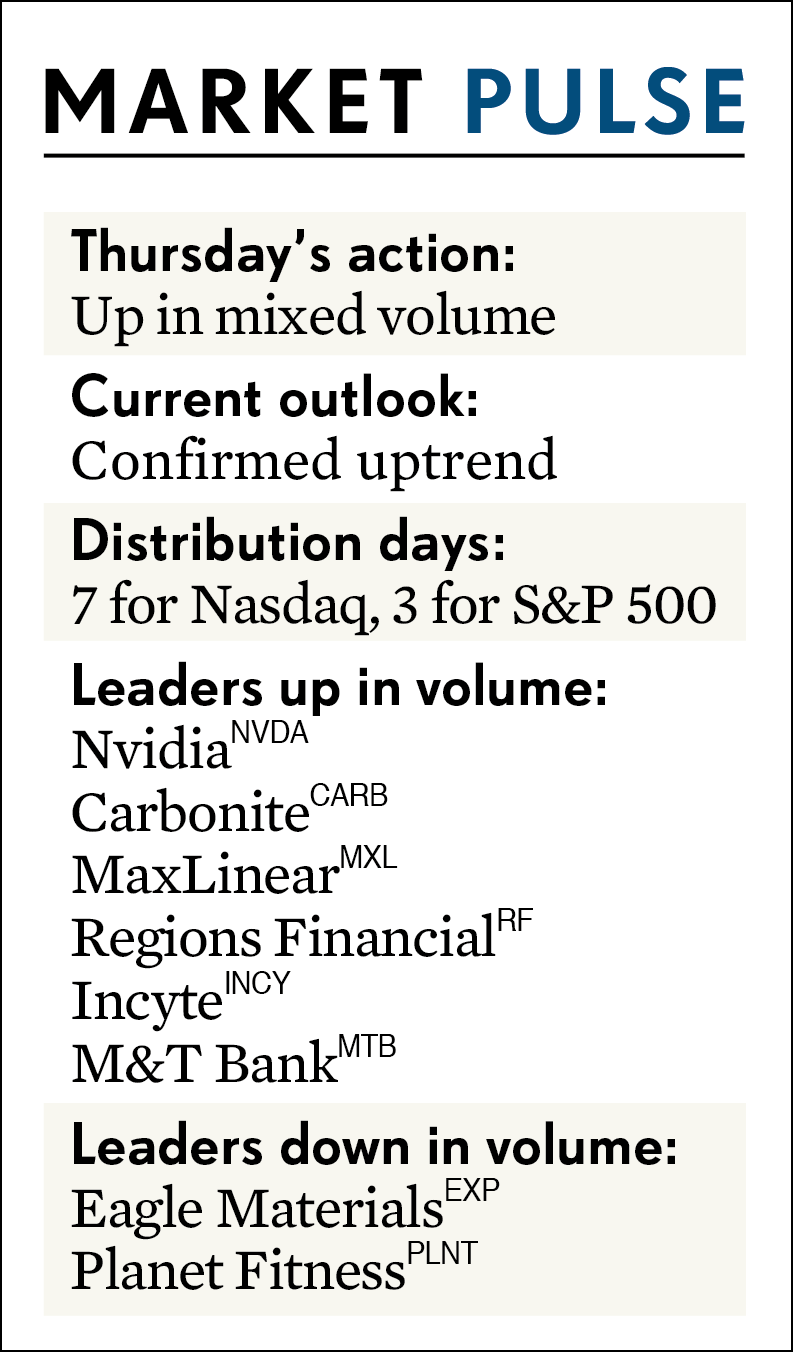 MARKET PULSE
Thursday’s action:
Up in mixed volume
Current outlook:
Confirmed uptrend
Distribution days:
7 for Nasdaq, 3 for S&P 500
Leaders up in volume:
Nvidia NVDA
Carbonite CARB
MaxLinear MXL
Regions Financial RF
Incyte INCY
M&T Bank MTB
Leaders down in volume:
Eagle Materials EXP
Planet Fitness PLNT